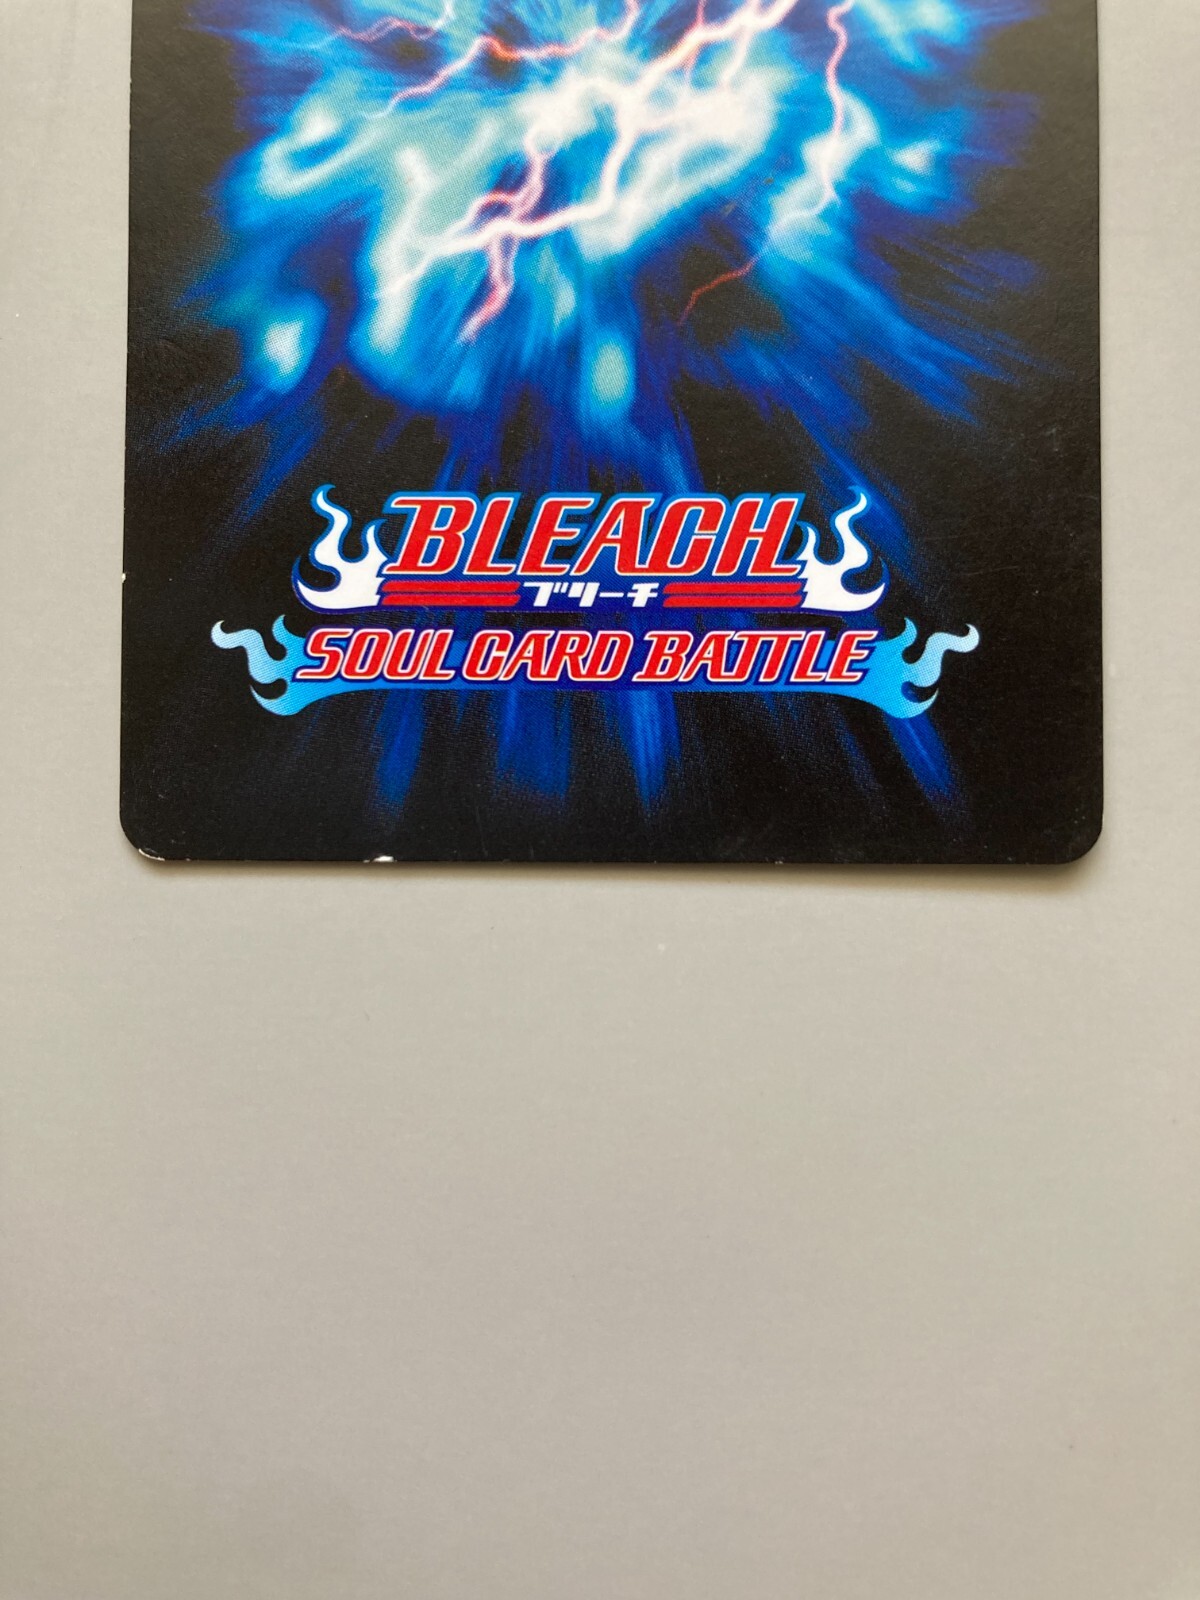 BLEACH
ブリーチ
SOUL CARD BATTLE